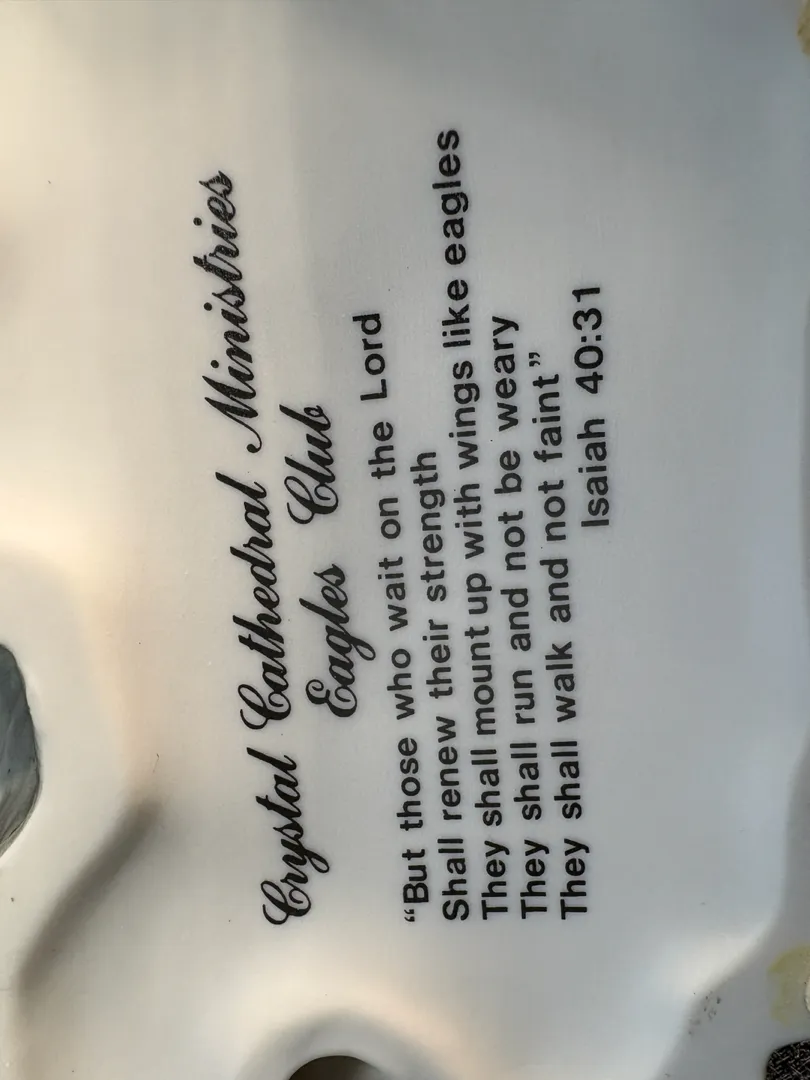 Crystal Cathedral Ministries
Eagles Club
“But those who wait on the Lord
Shall renew their strength
They shall mount up with wings like eagles
They shall run and not be weary
They shall walk and not faint”
Isaiah 40:31